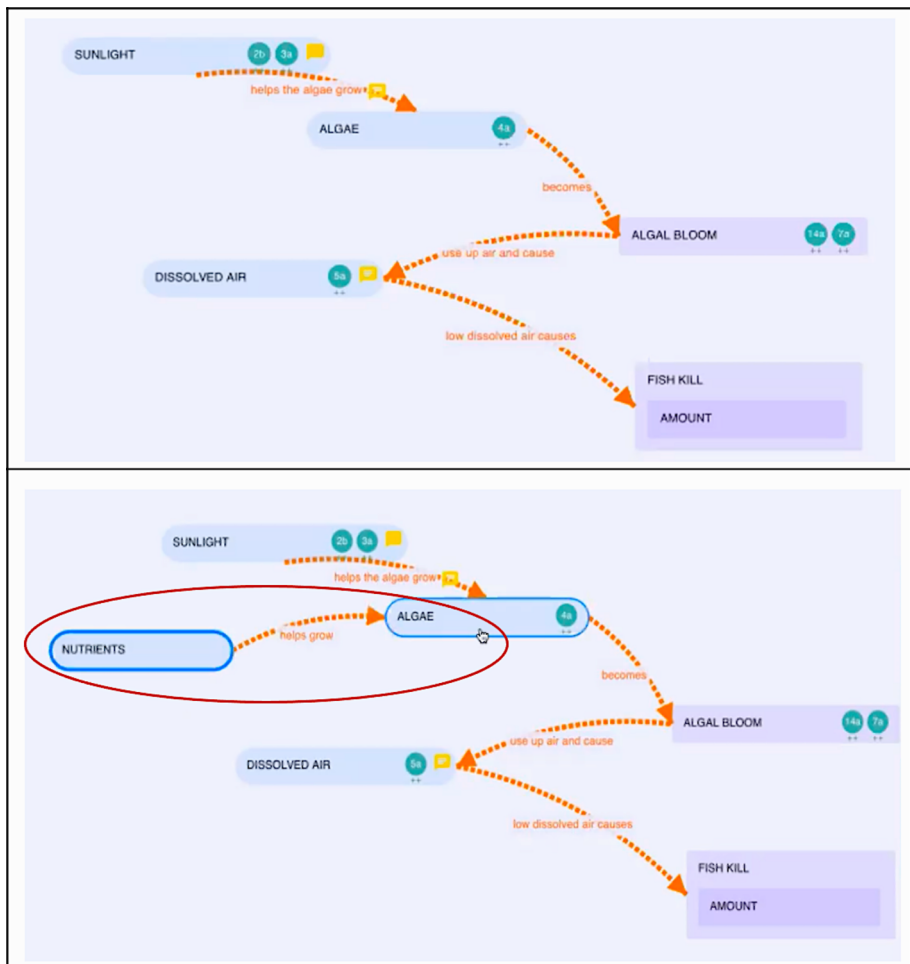 SUNLIGHT 2b 3a
helps the algae grow
ALGAE 4a
becomes
ALGAL BLOOM 14a 7a
use up air and cause
DISSOLVED AIR 5a
low dissolved air causes
FISH KILL
AMOUNT
SUNLIGHT 2b 3a
helps the algae grow
ALGAE 4a
helps grow
NUTRIENTS
becomes
ALGAL BLOOM 14a 7a
use up air and cause
DISSOLVED AIR 5a
low dissolved air causes
FISH KILL
AMOUNT